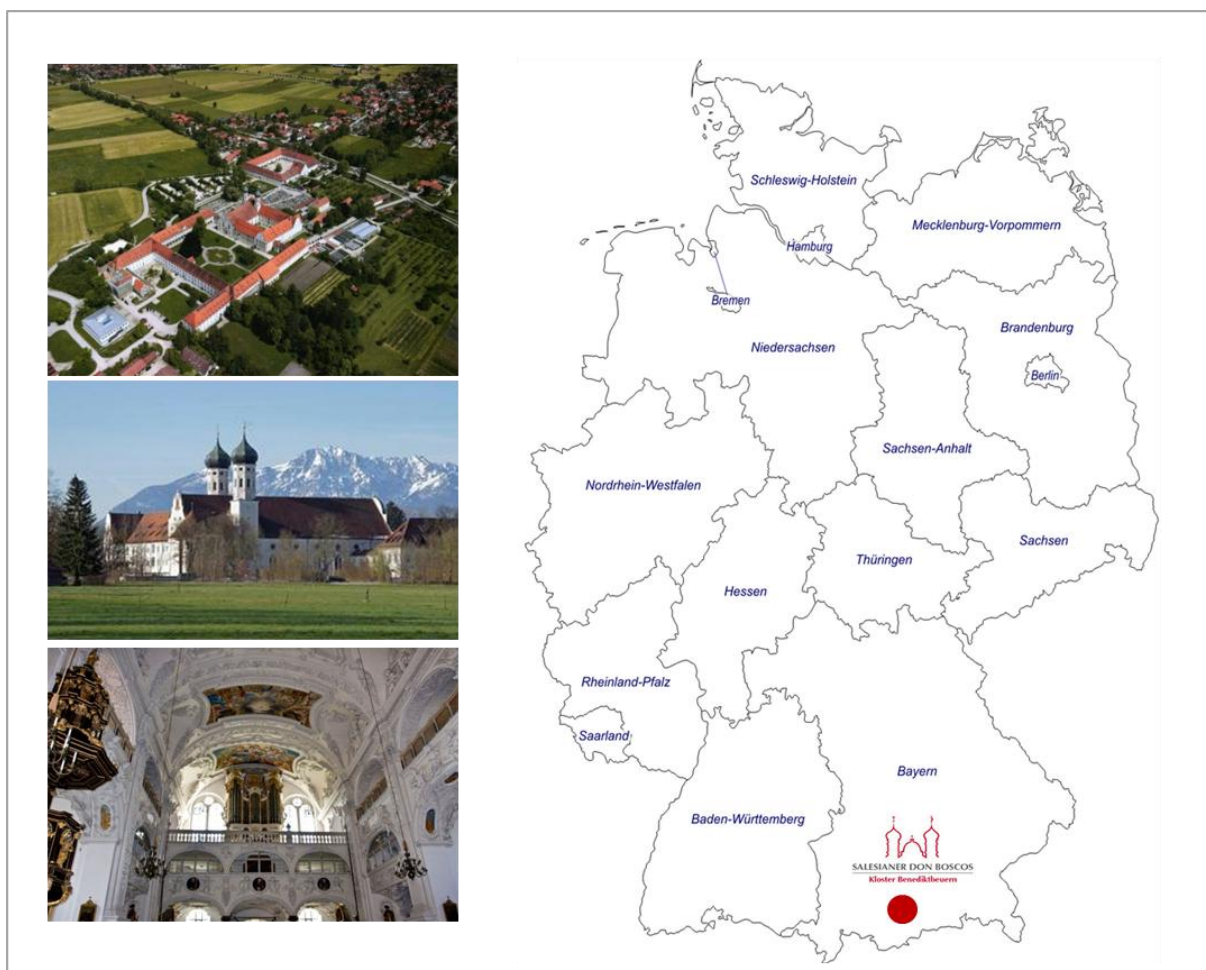 Schleswig-Holstein
Mecklenburg-Vorpommern
Hamburg
Bremen
Brandenburg
Niedersachsen
Berlin
Sachsen-Anhalt
Nordrhein-Westfalen
Sachsen
Thüringen
Hessen
Rheinland-Pfalz
Saarland
Bayern
Baden-Württemberg
SALESIANER DON BOSCOS
Kloster Benediktbeuern